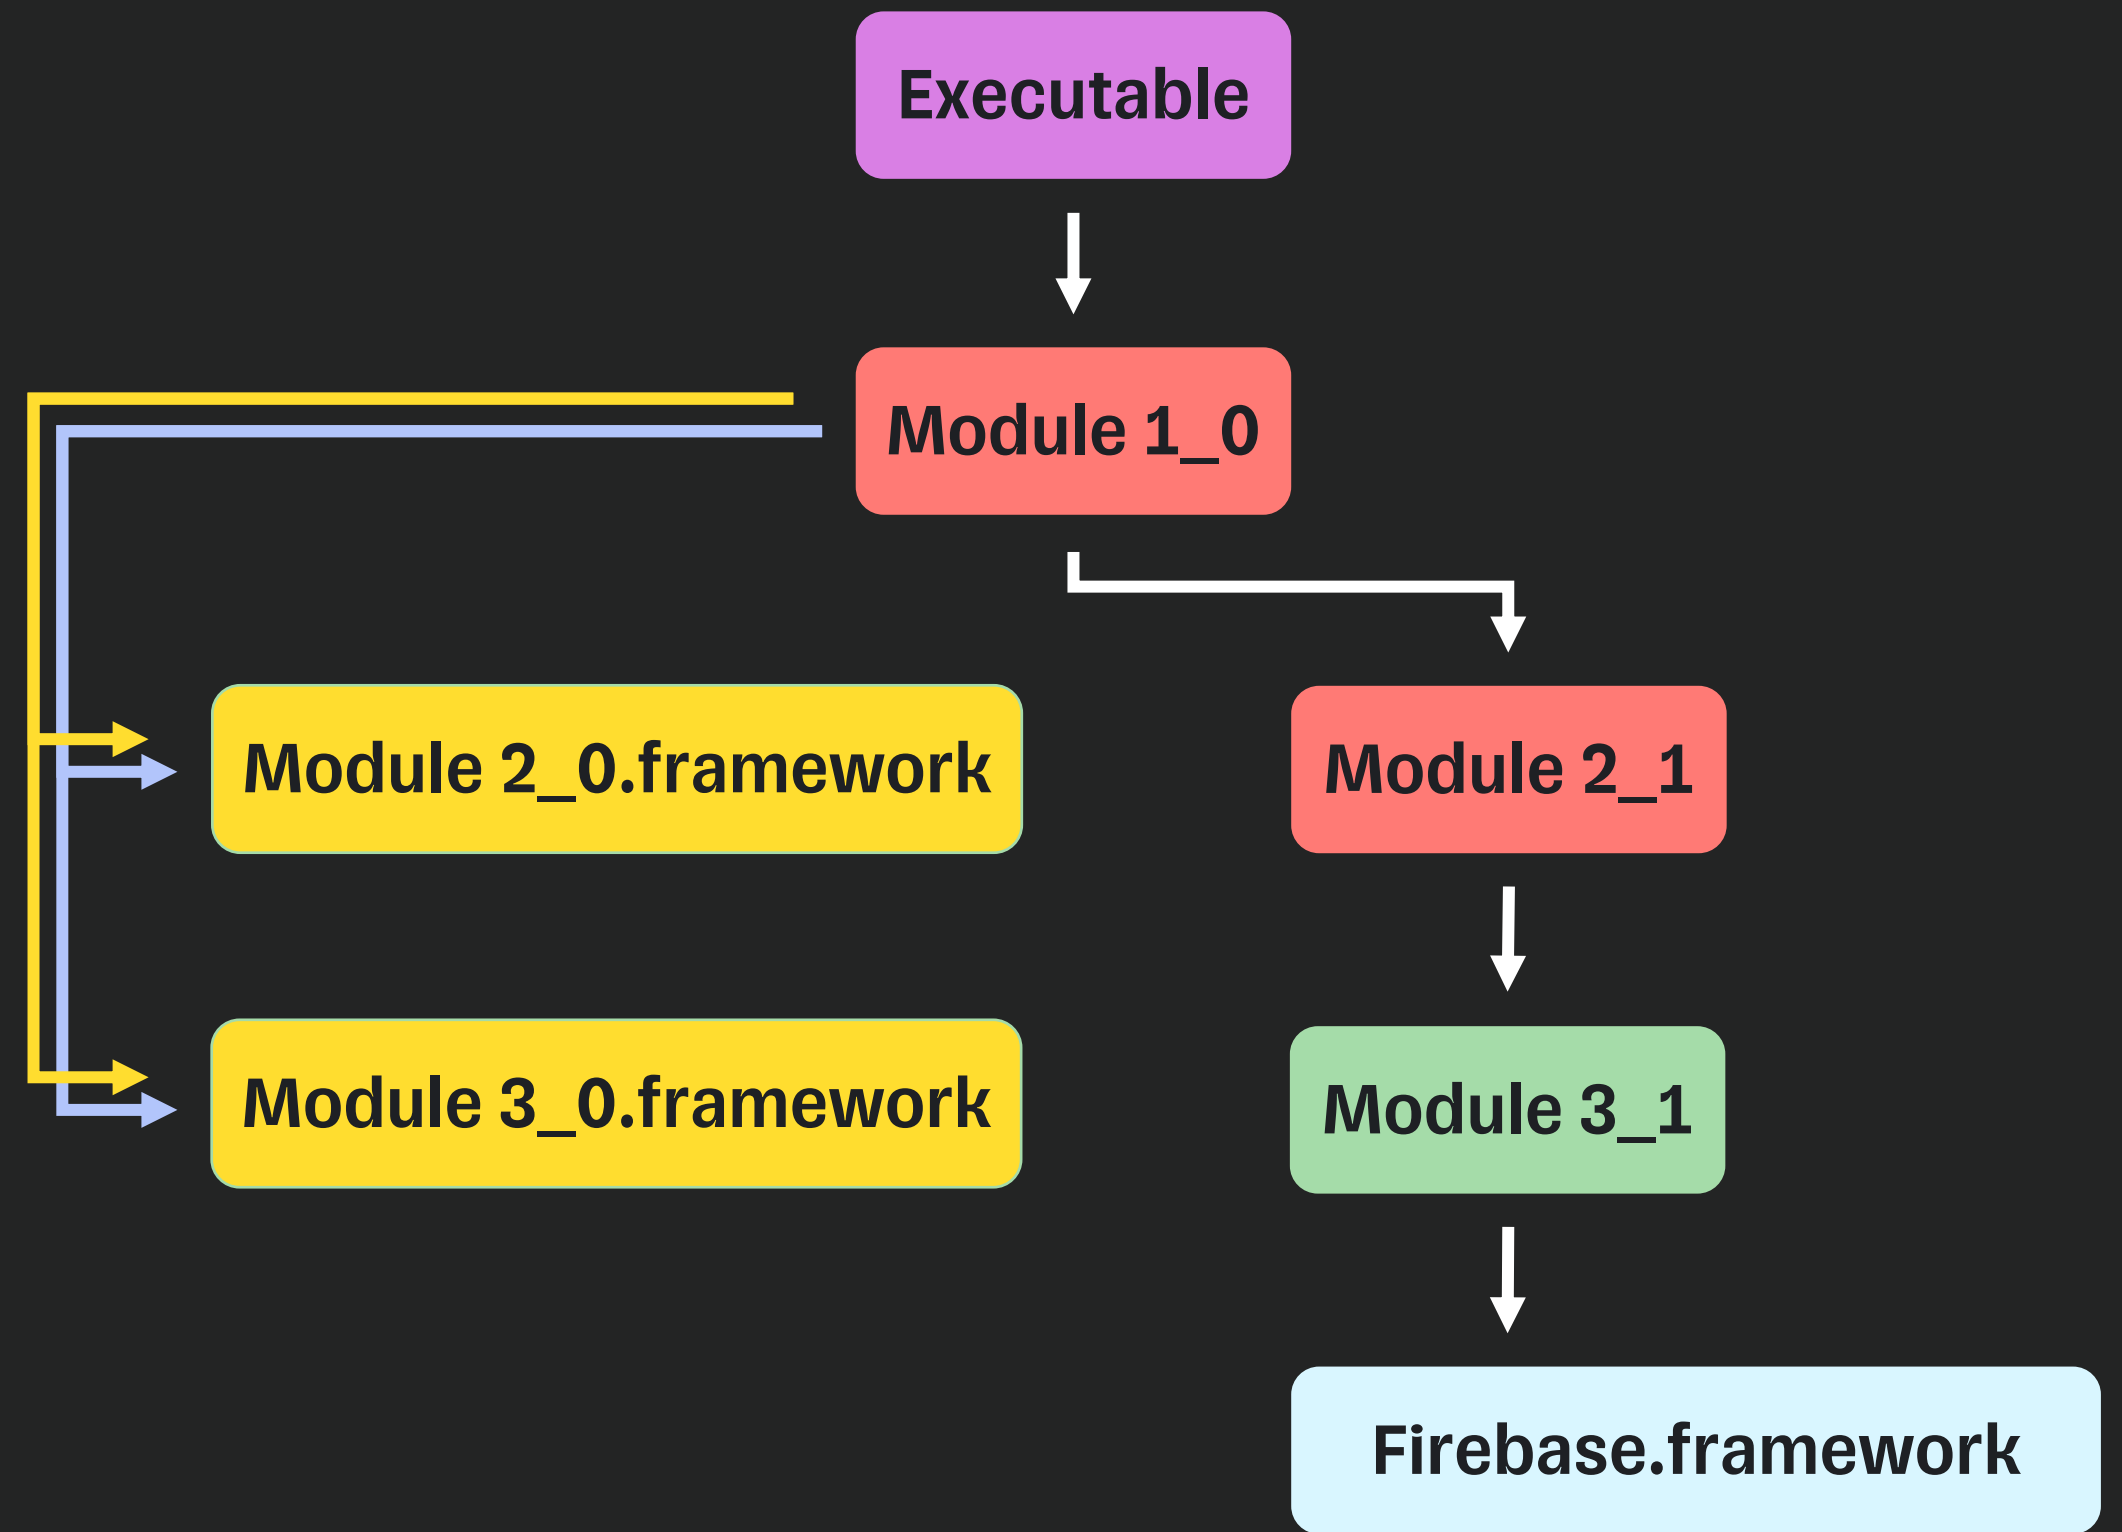 Executable
Module 1_0
Module 2_0.framework
Module 2_1
Module 3_0.framework
Module 3_1
Firebase.framework